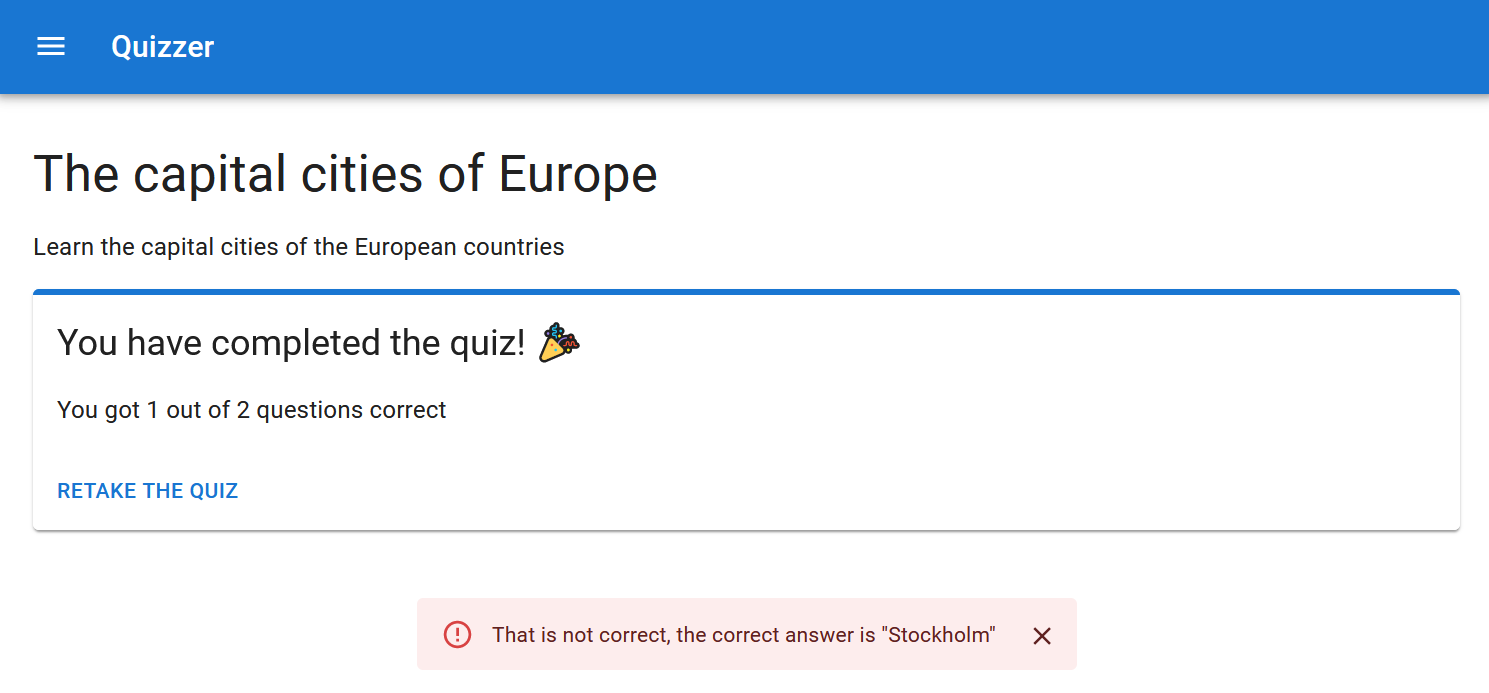 Quizzer
The capital cities of Europe
Learn the capital cities of the European countries
You have completed the quiz! 🎉
You got 1 out of 2 questions correct
RETAKE THE QUIZ
That is not correct, the correct answer is "Stockholm"